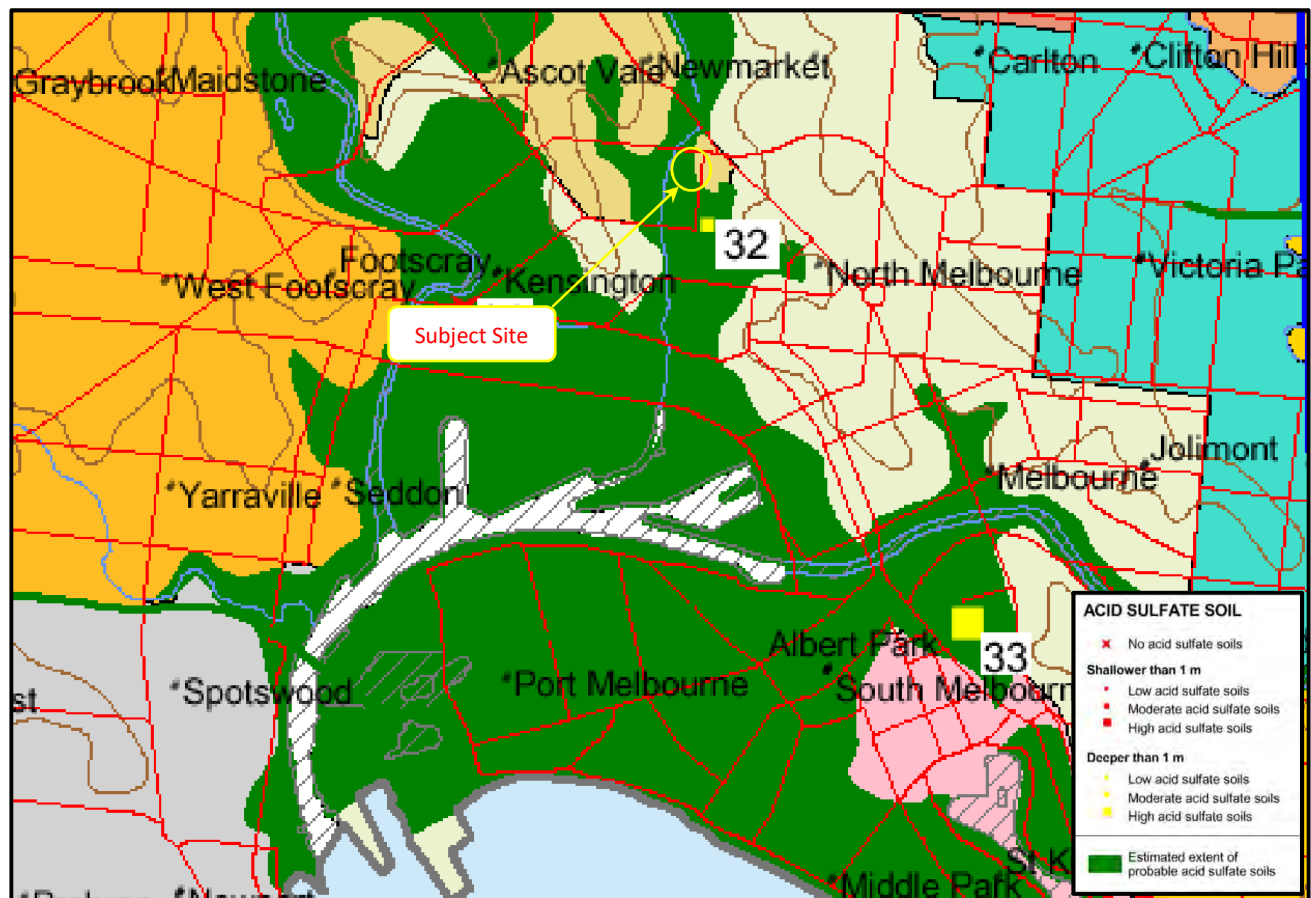 Ascot Vale
Newmarket
Carlton
Clifton Hill
Graybrook
Maidstone
32
Footscray
Kensington
North Melbourne
Victoria Pa
West Footscray
Subject Site
Jolimont
Melbourne
Yarraville
Seddon
Albert Park
33
Spotswood
Port Melbourne
South Melbourn
st
St K
Middle Park
Newport
ACID SULFATE SOIL
No acid sulfate soils
Shallower than 1 m
Low acid sulfate soils
Moderate acid sulfate soils
High acid sulfate soils
Deeper than 1 m
Low acid sulfate soils
Moderate acid sulfate soils
High acid sulfate soils
Estimated extent of
probable acid sulfate soils